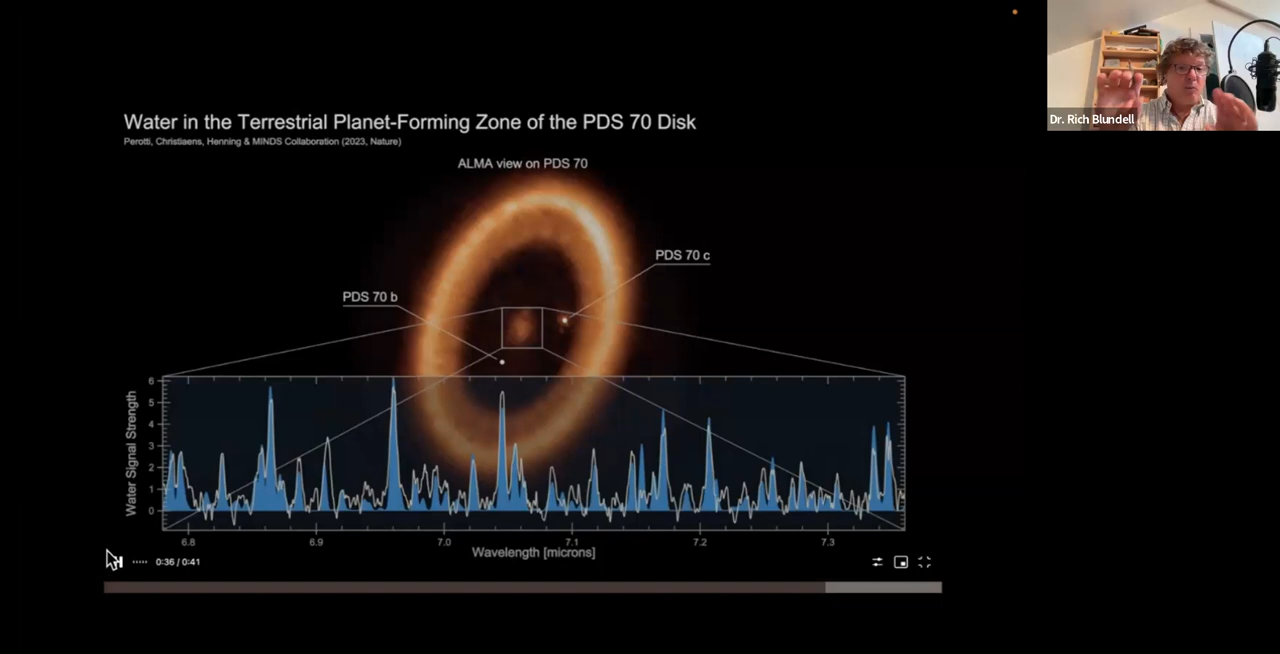 Dr. Rich Blundell
Water in the Terrestrial Planet-Forming Zone of the PDS 70 Disk
Perotti, Christiaens, Henning & MINDS Collaboration (2023, Nature)
ALMA view on PDS 70
PDS 70 c
PDS 70 b
Water Signal Strength
6
5
4
3
2
1
0
6.8 6.9 7.0 7.1 7.2 7.3
Wavelength [microns]
0:36 / 0:41